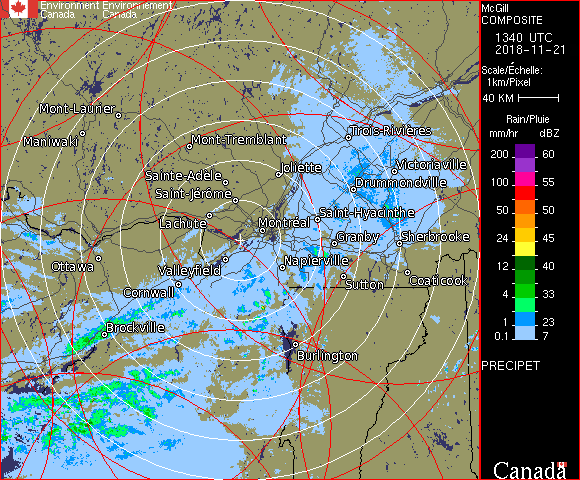 Environment Environnement
Canada Canada
Mont-Laurier
Maniwaki
Mont-Tremblant
Trois-Rivières
Joliette
Victoriaville
Sainte-Adèle
Drummondville
Saint-Jérôme
Lachute
Saint-Hyacinthe
Montréal
Granby
Sherbrooke
Ottawa
Valleyfield
Napierville
Sutton
Coaticook
Cornwall
Brockville
Burlington
McGill
COMPOSITE
1340 UTC
2018-11-21
Scale/Échelle:
1km/Pixel
40 KM
Rain/Pluie
mm/hr dBZ
200 60
100 55
50 50
24 45
12 40
4 33
1 23
0.1 7
PRECIPET
Canada